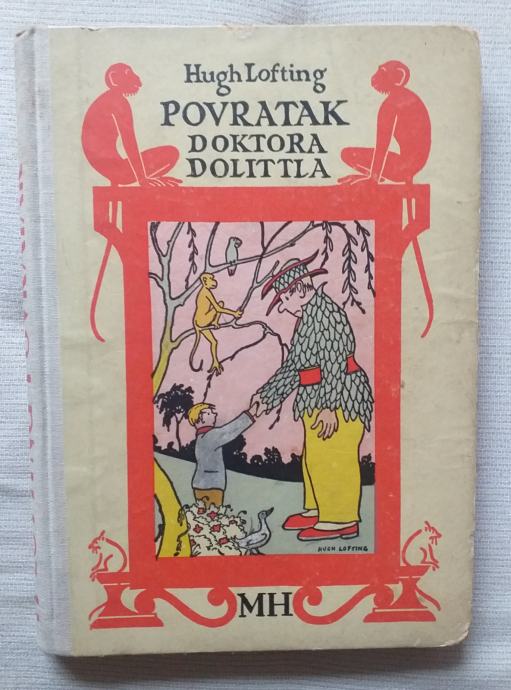 Hugh Lofting
POVRATAK
DOKTORA
DOLITTLA
HUGH LOFTING
MH